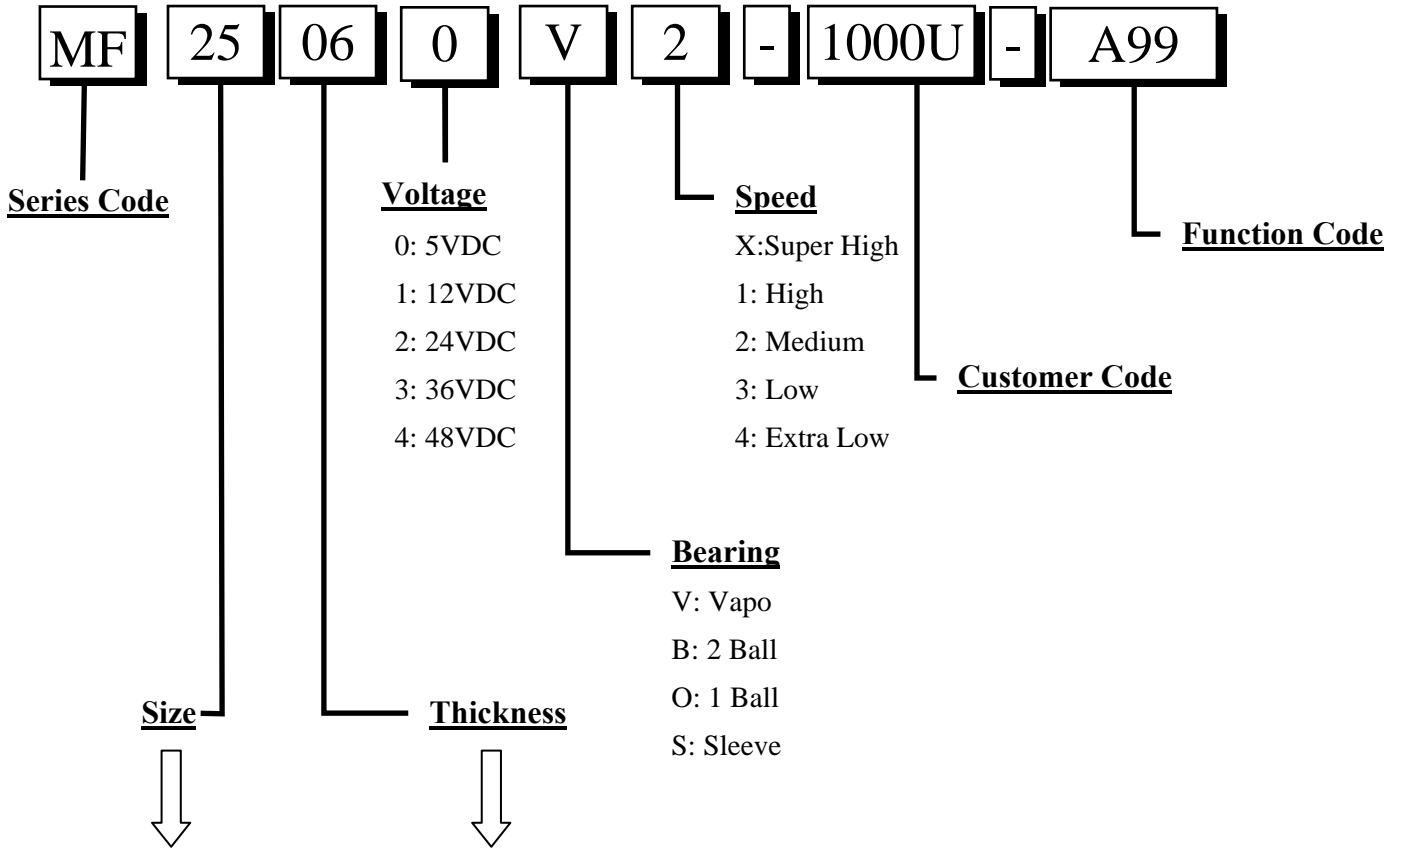 MF 25 06 0 V 2 - 1000U - A99
Series Code
Voltage
0: 5VDC
1: 12VDC
2: 24VDC
3: 36VDC
4: 48VDC
Speed
X:Super High
1: High
2: Medium
3: Low
4: Extra Low
Function Code
Customer Code
Bearing
V: Vapo
B: 2 Ball
O: 1 Ball
S: Sleeve
Size
Thickness